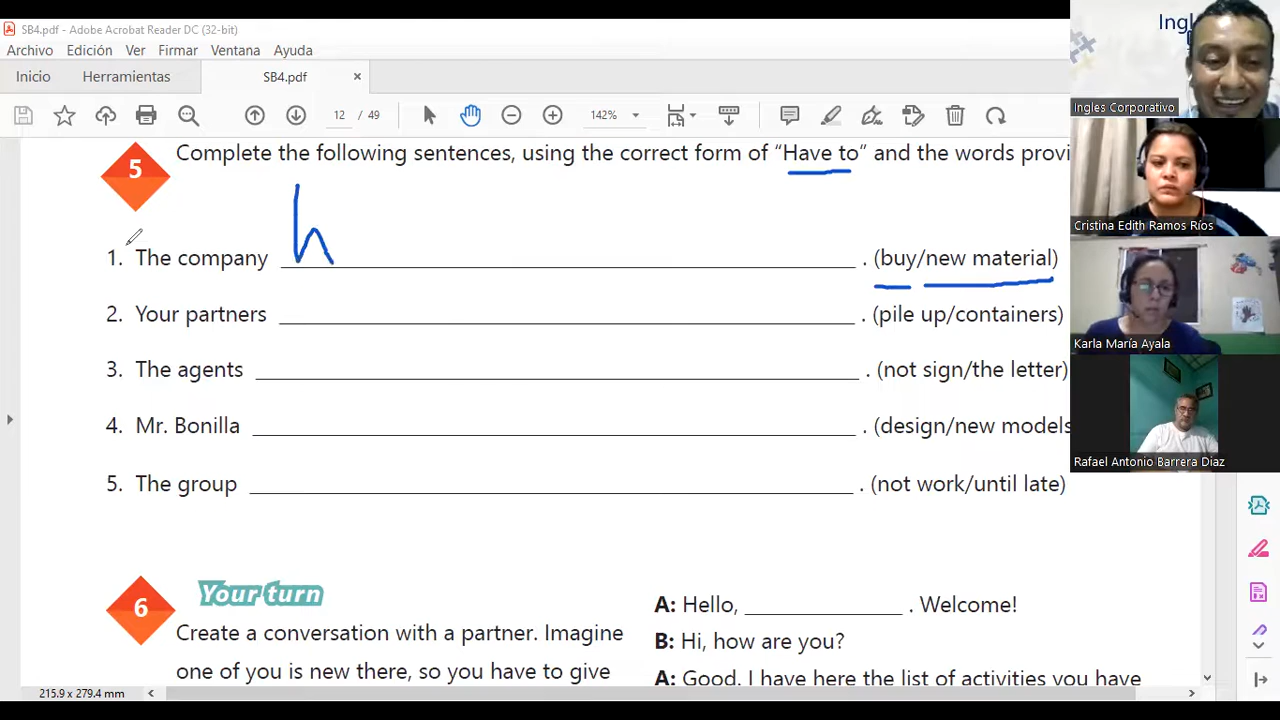 SB4.pdf - Adobe Acrobat Reader DC (32-bit)
Archivo Edición Ver Firmar Ventana Ayuda
Inicio Herramientas SB4.pdf ×
12 / 49 142%
5 Complete the following sentences, using the correct form of “Have to” and the words
h
1. The company ____ . (buy/new material)
2. Your partners ____ . (pile up/containers)
3. The agents ____ . (not sign/the letter)
4. Mr. Bonilla ____ . (design/new models
5. The group ____ . (not work/until late)
6 Your turn
Create a conversation with a partner. Imagine
one of you is new there, so you have to give
A: Hello, ____ . Welcome!
B: Hi, how are you?
A: Good. I have here the list of activities you have
215.9 x 279.4 mm
Ingles Corporativo
Cristina Edith Ramos Ríos
Karla María Ayala
Rafael Antonio Barrera Diaz